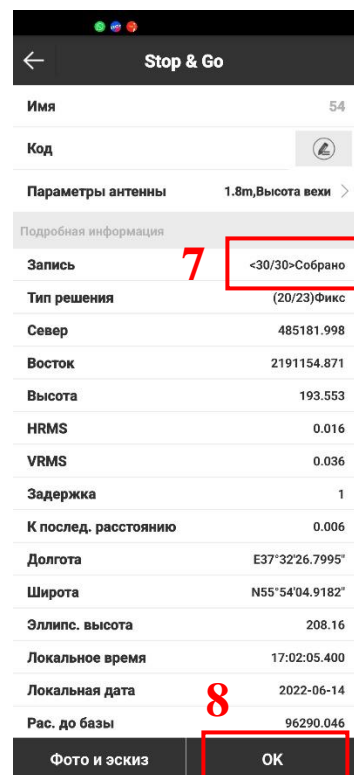 Stop & Go
Имя 54
Код
Параметры антенны 1.8m,Высота вехи
Подробная информация
7
Запись <30/30>Собрано
Тип решения (20/23)Фикс
Север 485181.998
Восток 2191154.871
Высота 193.553
HRMS 0.016
VRMS 0.036
Задержка 1
К послед. расстоянию 0.006
Долгота E37°32'26.7995"
Широта N55°54'04.9182"
Эллипс. высота 208.16
Локальное время 17:02:05.400
Локальная дата 2022-06-14
8
Рас. до базы 96290.046
Фото и эскиз OK